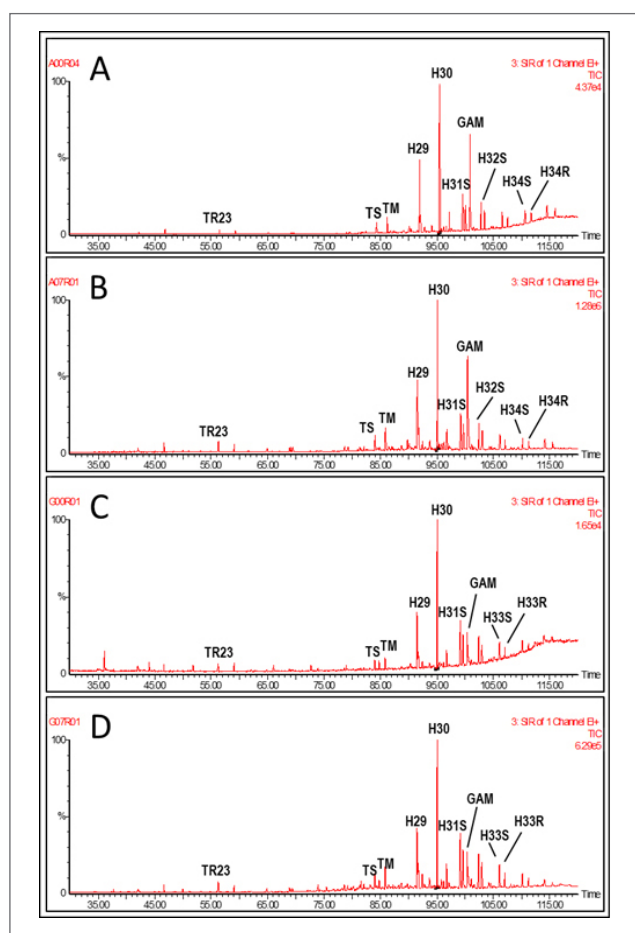 A00R04
A
3: SIR of 1 Channel EI+
TIC
4.37e4
100
%
0
H30
GAM
H29
H31S
H32S
H34S
H34R
TS
TM
TR23
35.00 45.00 55.00 65.00 75.00 85.00 95.00 105.00 115.00 Time
A07R01
B
3: SIR of 1 Channel EI+
TIC
1.28e6
100
%
0
H30
GAM
H29
H31S
H32S
H34S
H34R
TS
TM
TR23
35.00 45.00 55.00 65.00 75.00 85.00 95.00 105.00 115.00 Time
G00R01
C
3: SIR of 1 Channel EI+
TIC
1.65e4
100
%
0
H30
GAM
H29
H31S
H33S
H33R
TS
TM
TR23
35.00 45.00 55.00 65.00 75.00 85.00 95.00 105.00 115.00 Time
G07R01
D
3: SIR of 1 Channel EI+
TIC
6.29e5
100
%
0
H30
GAM
H29
H31S
H33S
H33R
TS
TM
TR23
35.00 45.00 55.00 65.00 75.00 85.00 95.00 105.00 115.00 Time